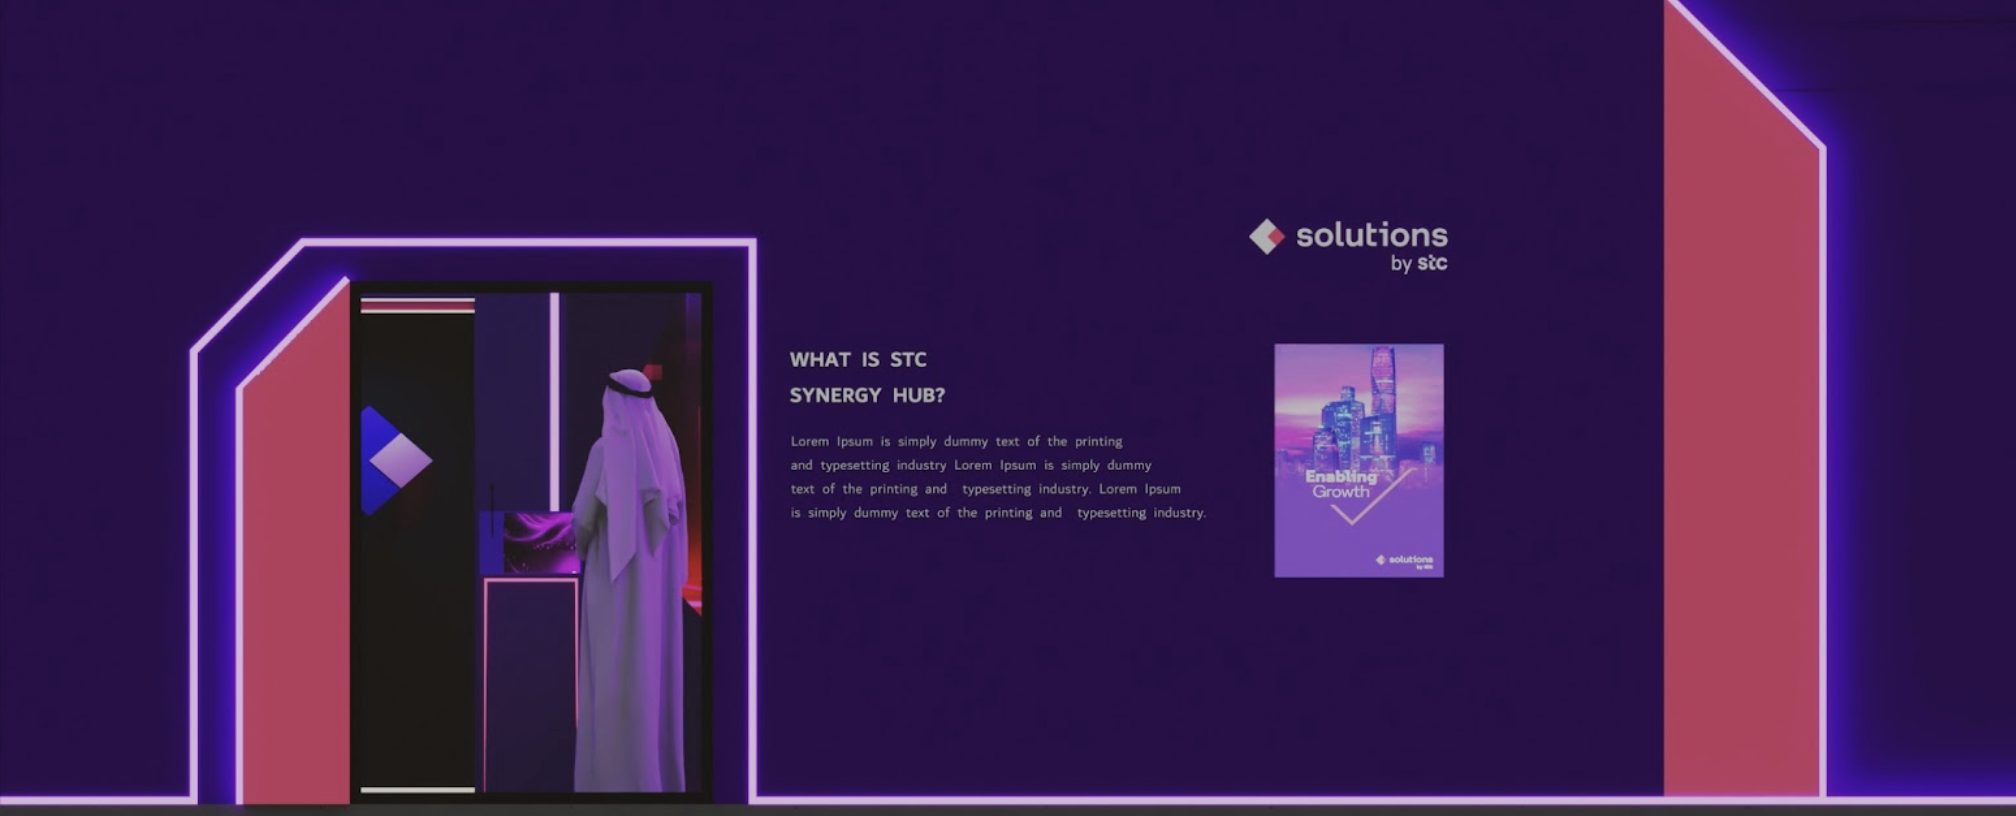 solutions
by stc
WHAT IS STC
SYNERGY HUB?
Lorem Ipsum is simply dummy text of the printing
and typesetting industry Lorem Ipsum is simply dummy
text of the printing and typesetting industry. Lorem Ipsum
is simply dummy text of the printing and typesetting industry.
Enabling
Growth
solutions
by stc